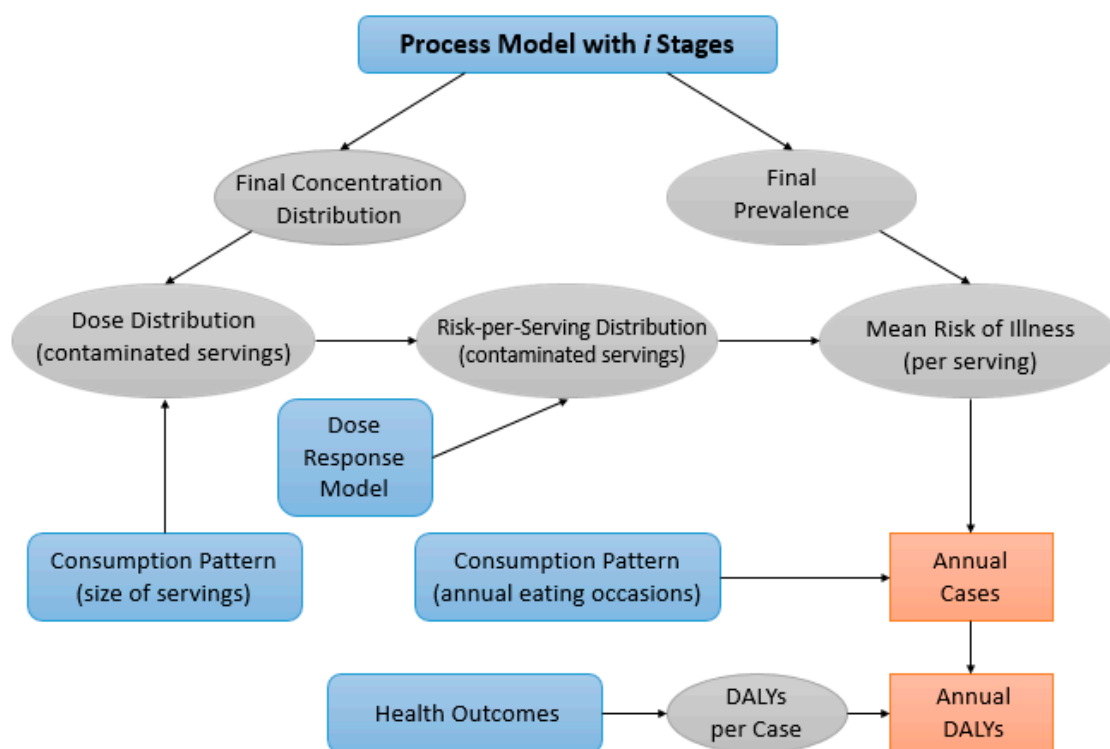 Process Model with i Stages
Final Concentration
Distribution
Final
Prevalence
Dose Distribution
(contaminated servings)
Risk-per-Serving Distribution
(contaminated servings)
Mean Risk of Illness
(per serving)
Dose
Response
Model
Consumption Pattern
(size of servings)
Consumption Pattern
(annual eating occasions)
Annual
Cases
Health Outcomes
DALYs
per Case
Annual
DALYs